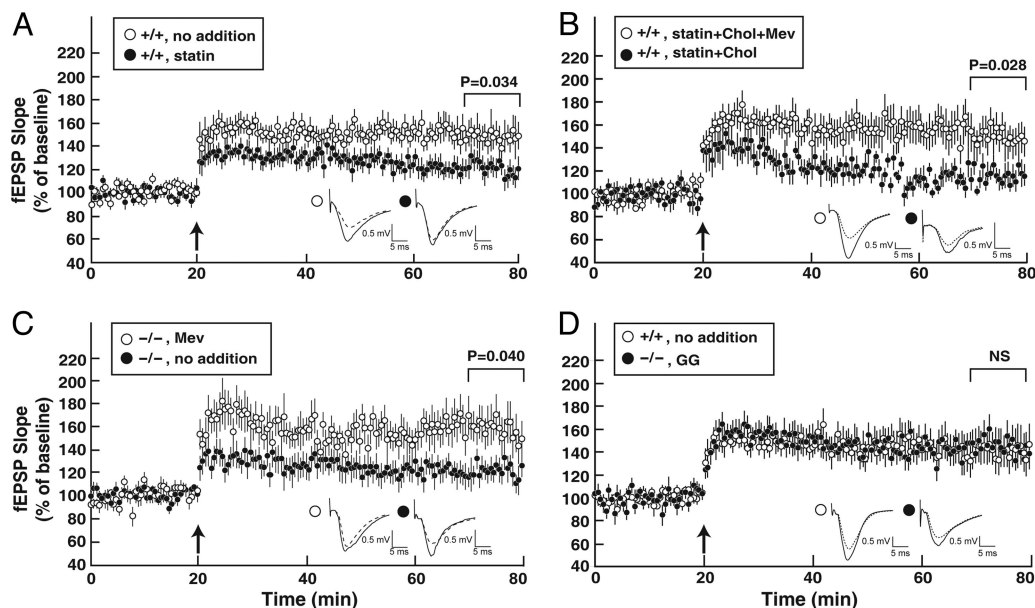 A
+/+, no addition
+/+, statin
P=0.034
fEPSP Slope
(% of baseline)
220
200
180
160
140
120
100
80
60
40
0.5 mV
5 ms
0.5 mV
5 ms
0
20
40
60
80
B
+/+, statin+Chol+Mev
+/+, statin+Chol
P=0.028
220
200
180
160
140
120
100
80
60
40
0.5 mV
5 ms
0.5 mV
5 ms
0
20
40
60
80
C
−/−, Mev
−/−, no addition
P=0.040
fEPSP Slope
(% of baseline)
220
200
180
160
140
120
100
80
60
40
0.5 mV
5 ms
0.5 mV
5 ms
0
20
40
60
80
Time (min)
D
+/+, no addition
−/−, GG
NS
220
200
180
160
140
120
100
80
60
40
0.5 mV
5 ms
0.5 mV
5 ms
0
20
40
60
80
Time (min)